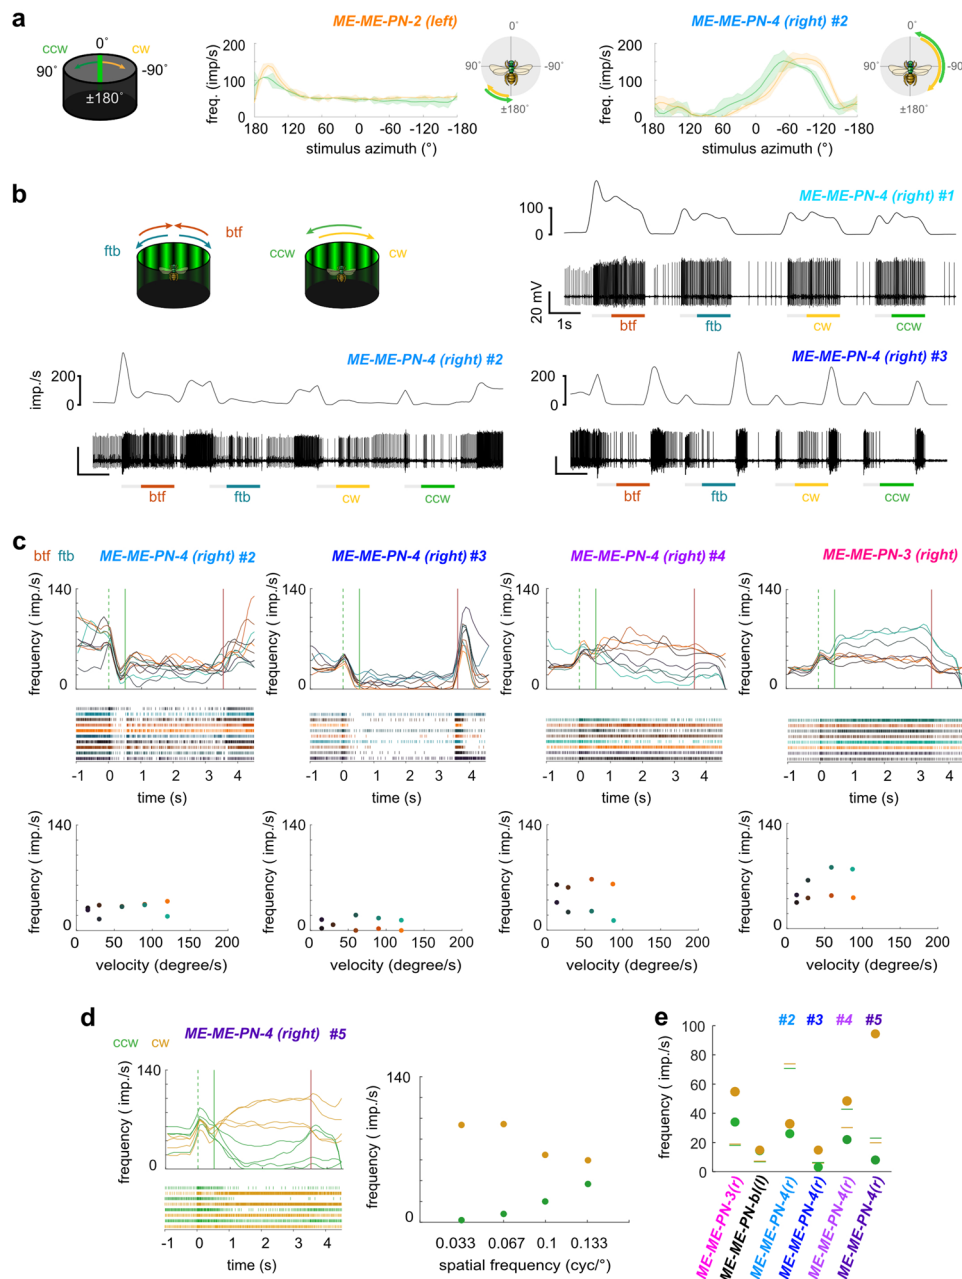 a
ME-ME-PN-2 (left)
ME-ME-PN-4 (right) #2
ccw 0° cw
90° -90°
±180°
freq. (imp/s)
200
100
0
180 120 60 0 -60 -120 -180
stimulus azimuth (°)
0°
90° -90°
±180°
freq. (imp/s)
200
100
0
180 120 60 0 -60 -120 -180
stimulus azimuth (°)
0°
90° -90°
±180°
b
ftb btf
ccw cw
ME-ME-PN-4 (right) #1
100
0
20 mV
1s
btf ftb cw ccw
ME-ME-PN-4 (right) #2
imp./s
200
0
btf ftb cw ccw
ME-ME-PN-4 (right) #3
200
0
btf ftb cw ccw
c
btf ftb
ME-ME-PN-4 (right) #2
ME-ME-PN-4 (right) #3
ME-ME-PN-4 (right) #4
ME-ME-PN-3 (right)
frequency ( imp./s)
140
0
frequency ( imp./s)
140
0
frequency ( imp./s)
140
0
frequency ( imp./s)
140
0
-1 0 1 2 3 4
time (s)
-1 0 1 2 3 4
time (s)
-1 0 1 2 3 4
time (s)
-1 0 1 2 3 4
time (s)
frequency ( imp./s)
140
0
0 50 100 150 200
velocity (degree/s)
frequency ( imp./s)
140
0
0 50 100 150 200
velocity (degree/s)
frequency ( imp./s)
140
0
0 50 100 150 200
velocity (degree/s)
frequency ( imp./s)
140
0
0 50 100 150 200
velocity (degree/s)
d
ccw cw
ME-ME-PN-4 (right) #5
frequency ( imp./s)
140
0
-1 0 1 2 3 4
time (s)
frequency ( imp./s)
140
0
0.033 0.067 0.1 0.133
spatial frequency (cyc/°)
e
#2 #3 #4 #5
frequency ( imp./s)
100
80
60
40
20
0
ME-ME-PN-3(r)
ME-ME-PN-bl(l)
ME-ME-PN-4(r)
ME-ME-PN-4(r)
ME-ME-PN-4(r)
ME-ME-PN-4(r)